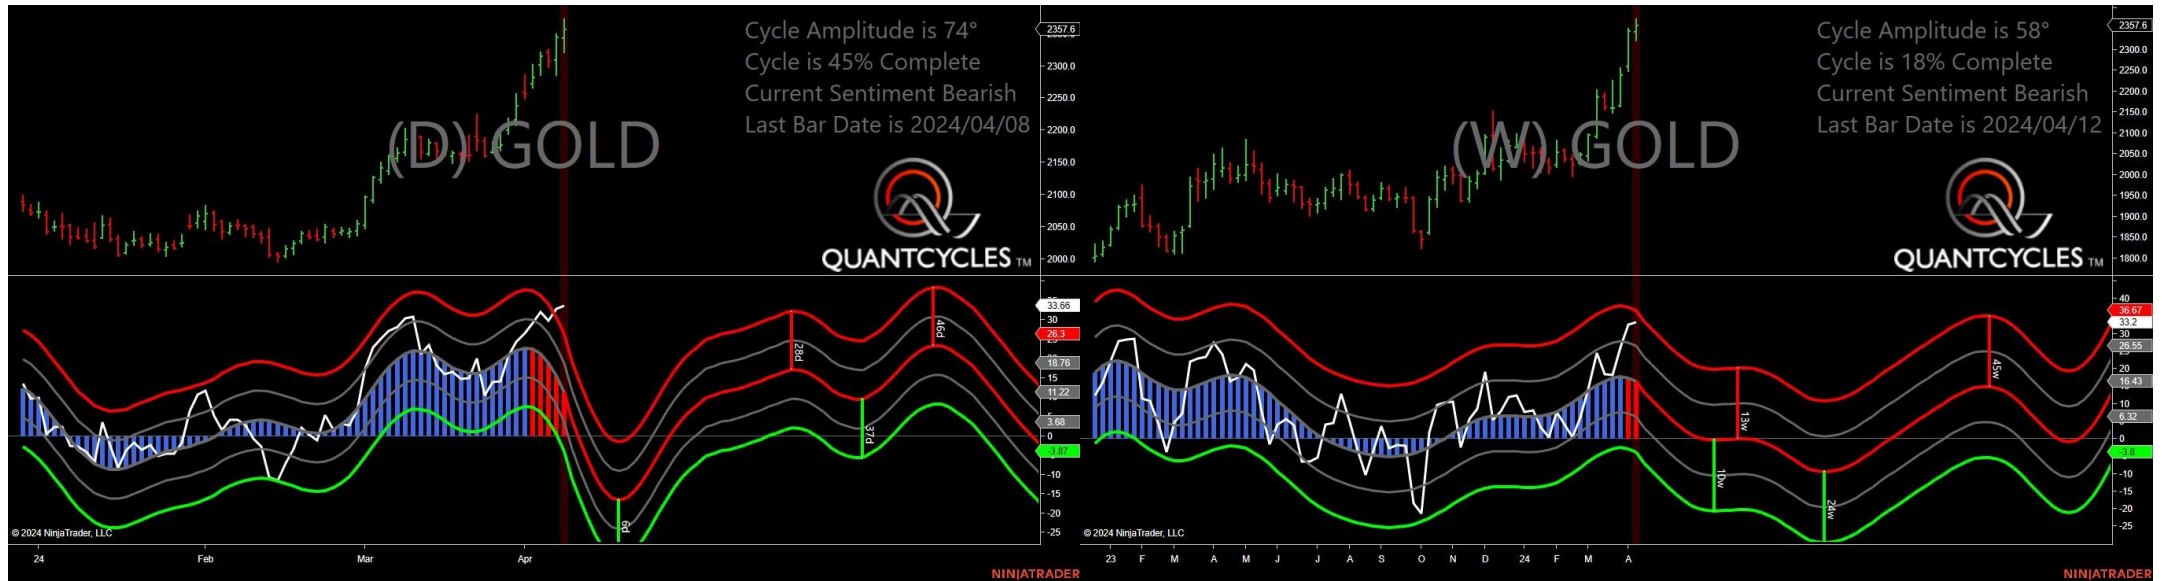 Cycle Amplitude is 74°
Cycle is 45% Complete
Current Sentiment Bearish
Last Bar Date is 2024/04/08
(D) GOLD
QUANTCYCLES TM
2357.6
2300.0
2250.0
2200.0
2150.0
2100.0
2050.0
2000.0
33.66
30
26.3
18.76
15
11.22
3.68
0
-3.87
-10
-15
-20
-25
28d
46d
37d
6d
© 2024 NinjaTrader, LLC
24 Feb Mar Apr
NINJATRADER
Cycle Amplitude is 58°
Cycle is 18% Complete
Current Sentiment Bearish
Last Bar Date is 2024/04/12
(W) GOLD
QUANTCYCLES TM
2357.6
2300.0
2250.0
2200.0
2150.0
2100.0
2050.0
2000.0
1950.0
1900.0
1850.0
1800.0
40
36.67
33.2
30
26.55
20
16.43
6.32
0
-3.8
-10
-15
-20
-25
13w
45w
10w
24w
© 2024 NinjaTrader, LLC
23 F M A M J J A S O N D 24 F M A
NINJATRADER